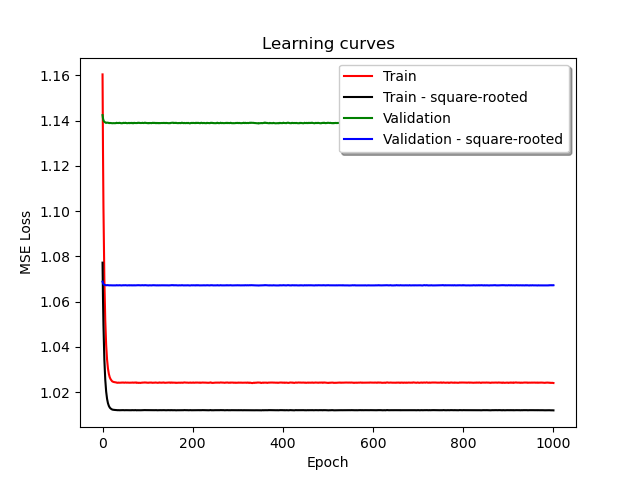 Learning curves
MSE Loss
1.16
1.14
1.12
1.10
1.08
1.06
1.04
1.02
Train
Train - square-rooted
Validation
Validation - square-rooted
0
200
400
600
800
1000
Epoch